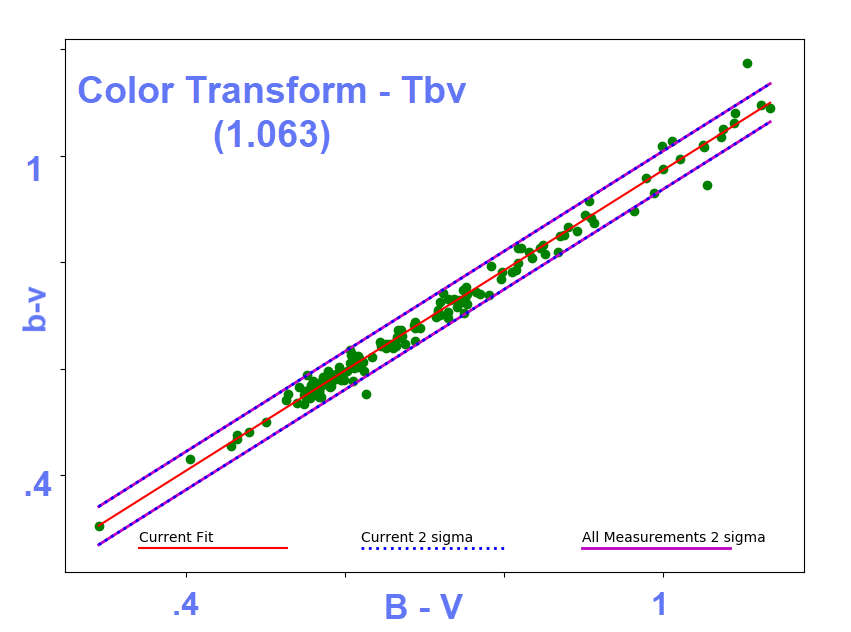 Color Transform - Tbv
(1.063)
1
b-v
.4
Current Fit
Current 2 sigma
All Measurements 2 sigma
.4
B - V
1